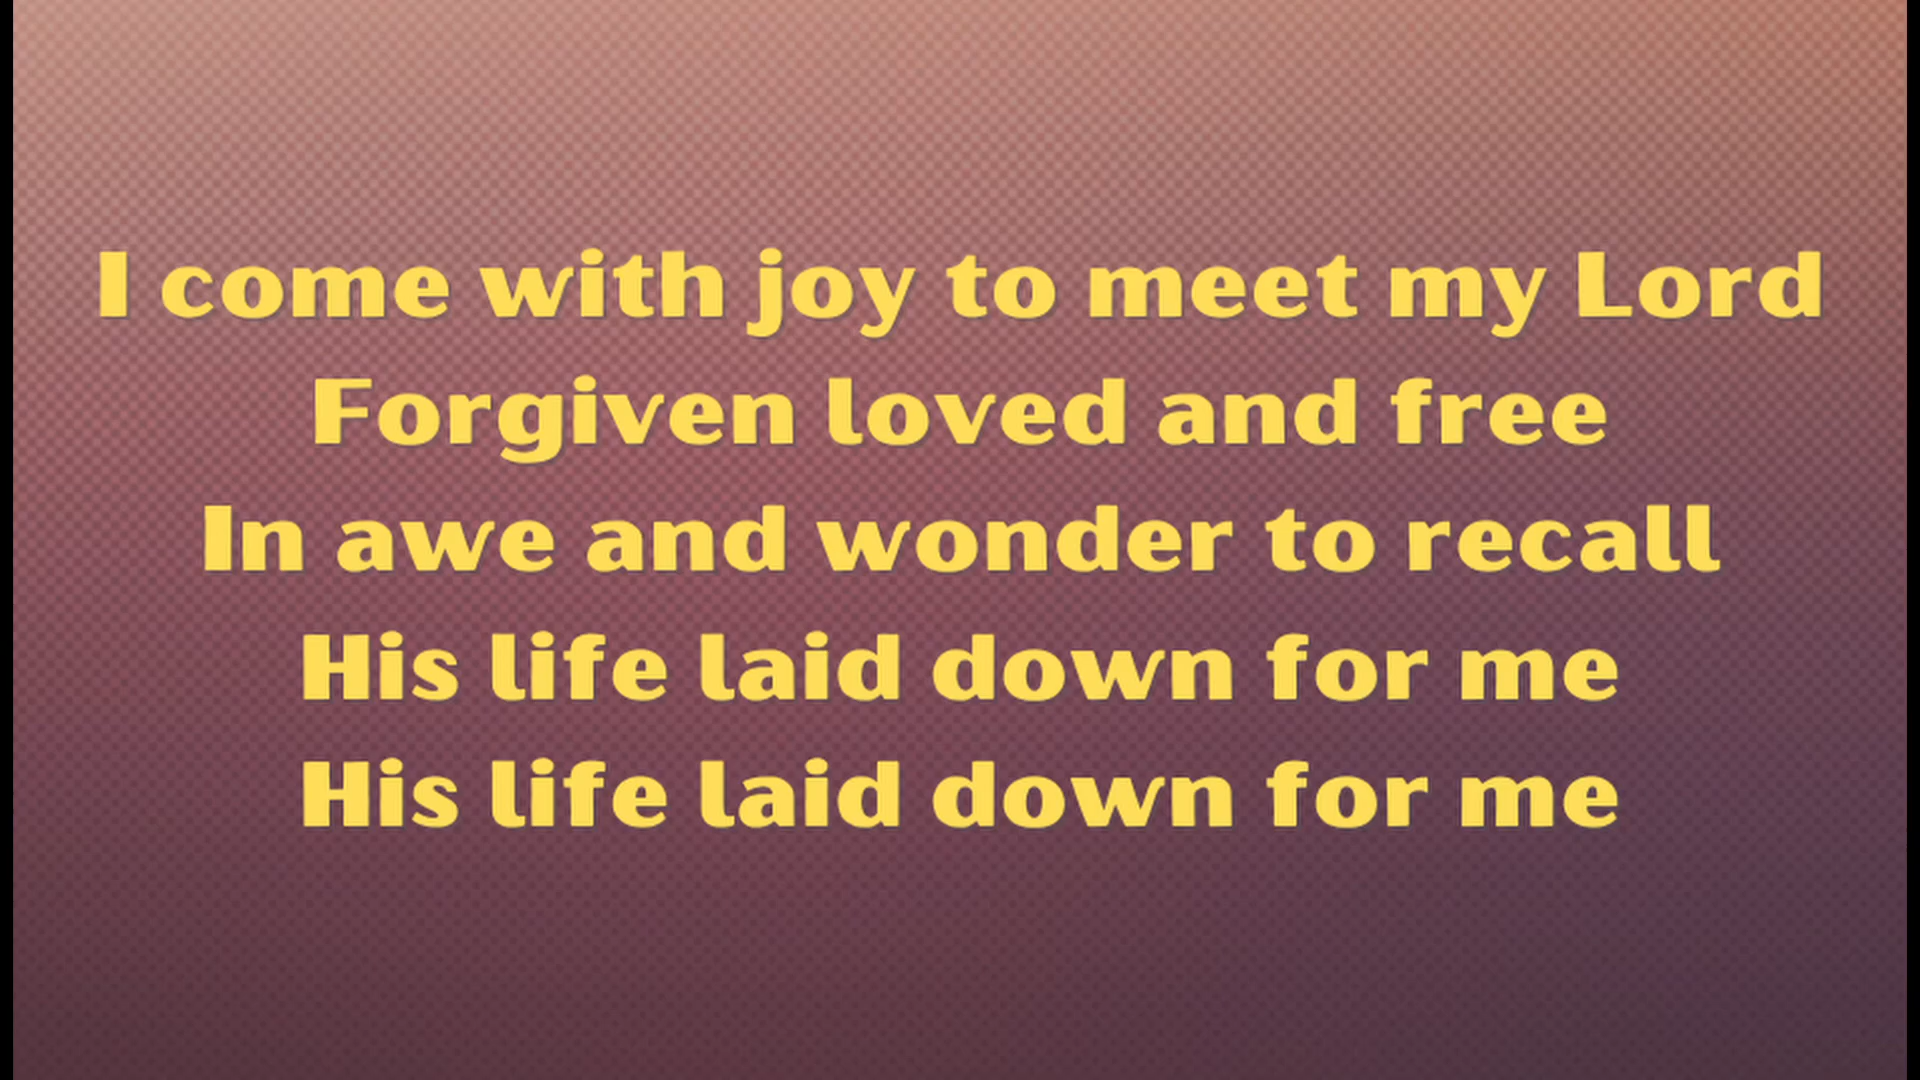 I come with joy to meet my Lord
Forgiven loved and free
In awe and wonder to recall
His life laid down for me
His life laid down for me